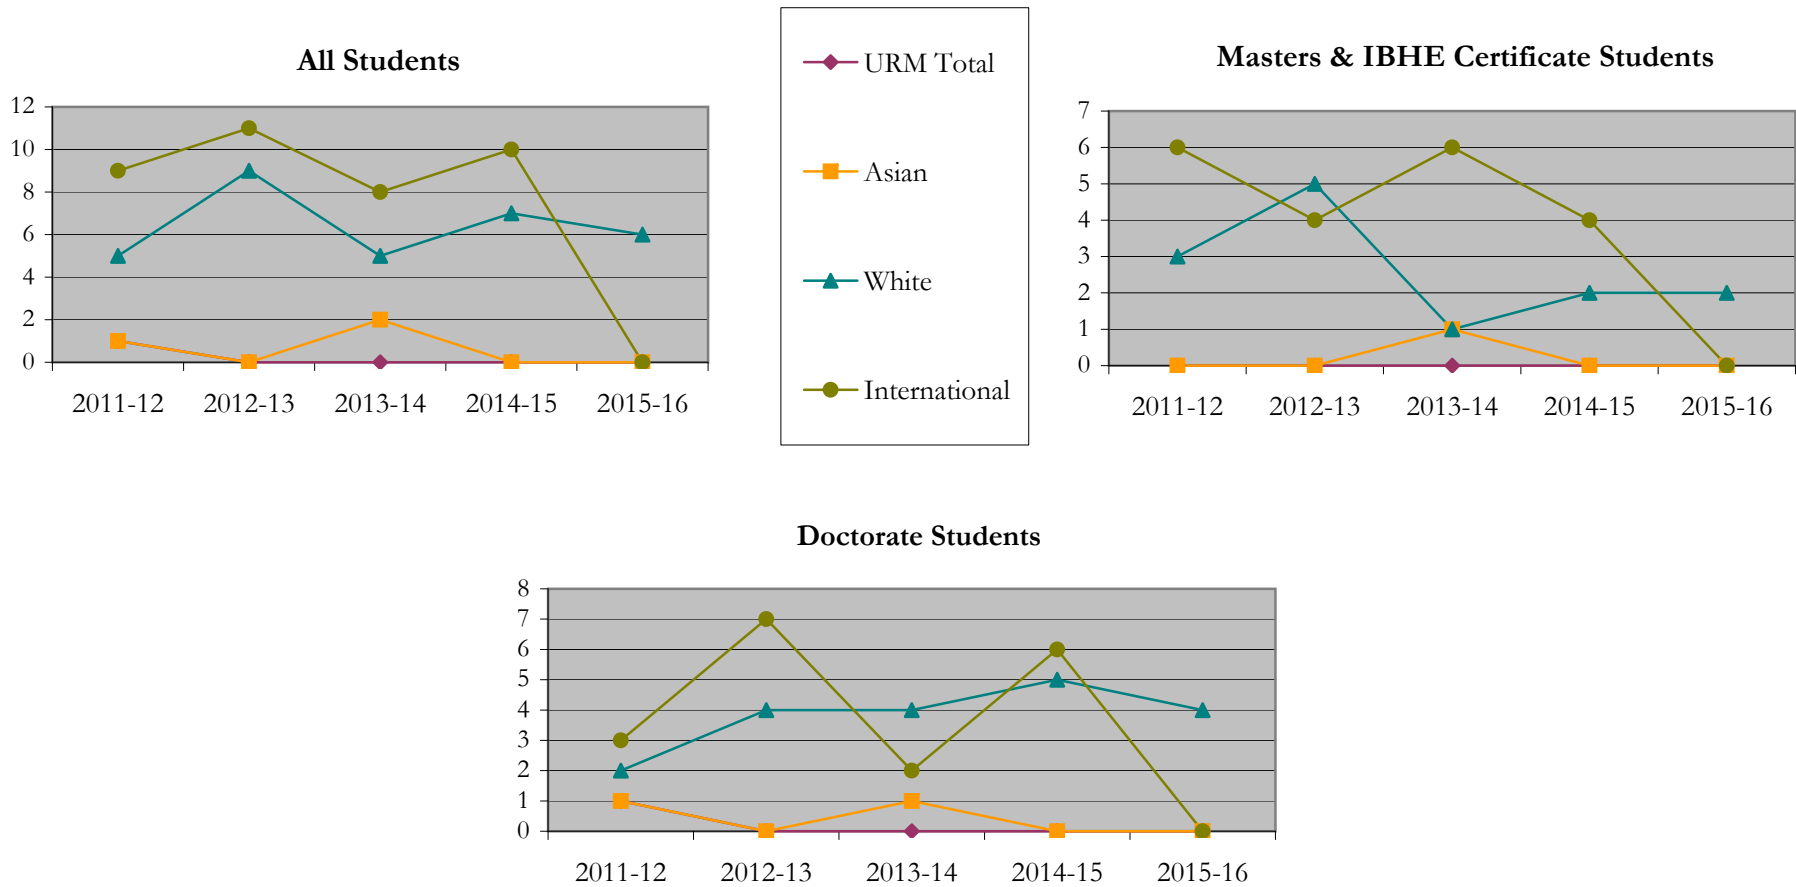 All Students
12
10
8
6
4
2
0
2011-12 2012-13 2013-14 2014-15 2015-16
URM Total
Asian
White
International
Masters & IBHE Certificate Students
7
6
5
4
3
2
1
0
2011-12 2012-13 2013-14 2014-15 2015-16
Doctorate Students
8
7
6
5
4
3
2
1
0
2011-12 2012-13 2013-14 2014-15 2015-16